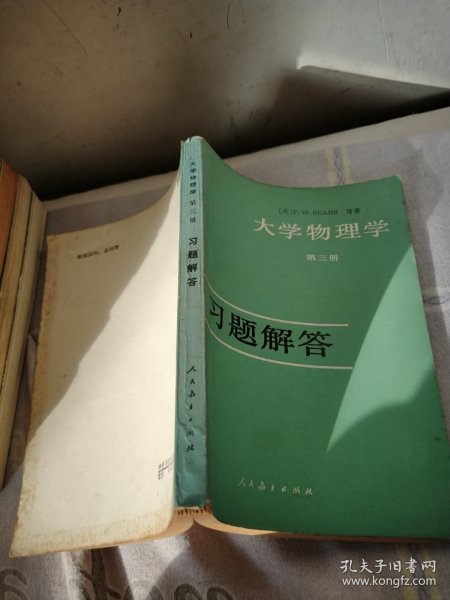 [美]F.W.SEARS 等著
大学物理学
第三册
习题解答
人民教育出版社
大学物理学 第三册 习题解答 人民教育出版社
孔夫子旧书网
www.kongfz.com